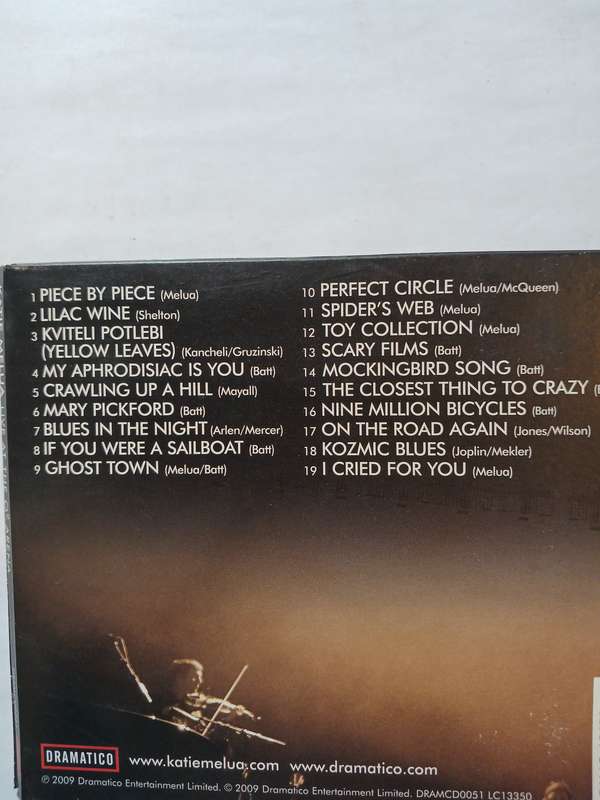 1 PIECE BY PIECE (Melua)
2 LILAC WINE (Shelton)
3 KVITELI POTLEBI
(YELLOW LEAVES) (Kancheli/Gruzinski)
4 MY APHRODISIAC IS YOU (Batt)
5 CRAWLING UP A HILL (Mayall)
6 MARY PICKFORD (Batt)
7 BLUES IN THE NIGHT (Arlen/Mercer)
8 IF YOU WERE A SAILBOAT (Batt)
9 GHOST TOWN (Melua/Batt)
10 PERFECT CIRCLE (Melua/McQueen)
11 SPIDER'S WEB (Melua)
12 TOY COLLECTION (Melua)
13 SCARY FILMS (Batt)
14 MOCKINGBIRD SONG (Batt)
15 THE CLOSEST THING TO CRAZY
16 NINE MILLION BICYCLES (Batt)
17 ON THE ROAD AGAIN (Jones/Wilson)
18 KOZMIC BLUES (Joplin/Mekler)
19 I CRIED FOR YOU (Melua)
DRAMATICO www.katiemelua.com www.dramatico.com
℗ 2009 Dramatico Entertainment Limited. © 2009 Dramatico Entertainment Limited. DRAMCD0051 LC13350